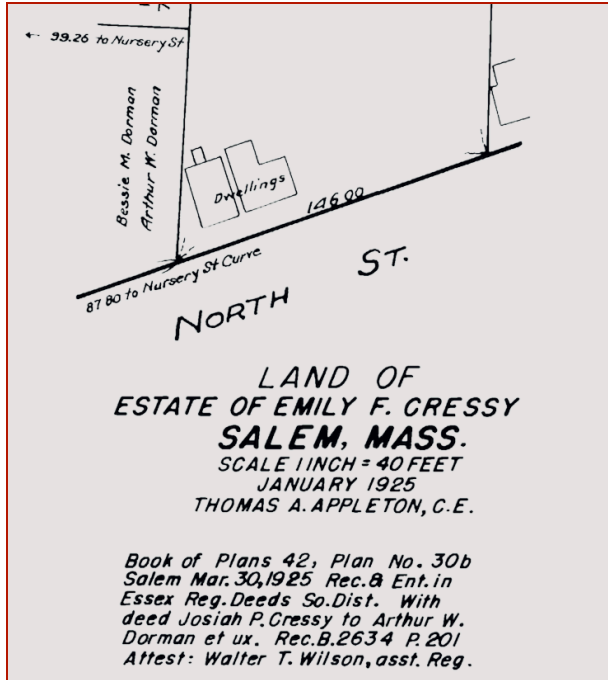 99.26 to Nursery St
Bessie M. Dorman
Arthur W. Dorman
Dwellings
146.00
87.80 to Nursery St Curve
NORTH ST.
LAND OF
ESTATE OF EMILY F. CRESSY
SALEM, MASS.
SCALE 1 INCH = 40 FEET
JANUARY 1925
THOMAS A. APPLETON, C.E.
Book of Plans 42, Plan No. 30b
Salem Mar. 30, 1925 Rec. & Ent. in
Essex Reg. Deeds So. Dist. With
deed Josiah P. Cressy to Arthur W.
Dorman et ux. Rec. B. 2634 P. 201
Attest: Walter T. Wilson, asst. Reg.